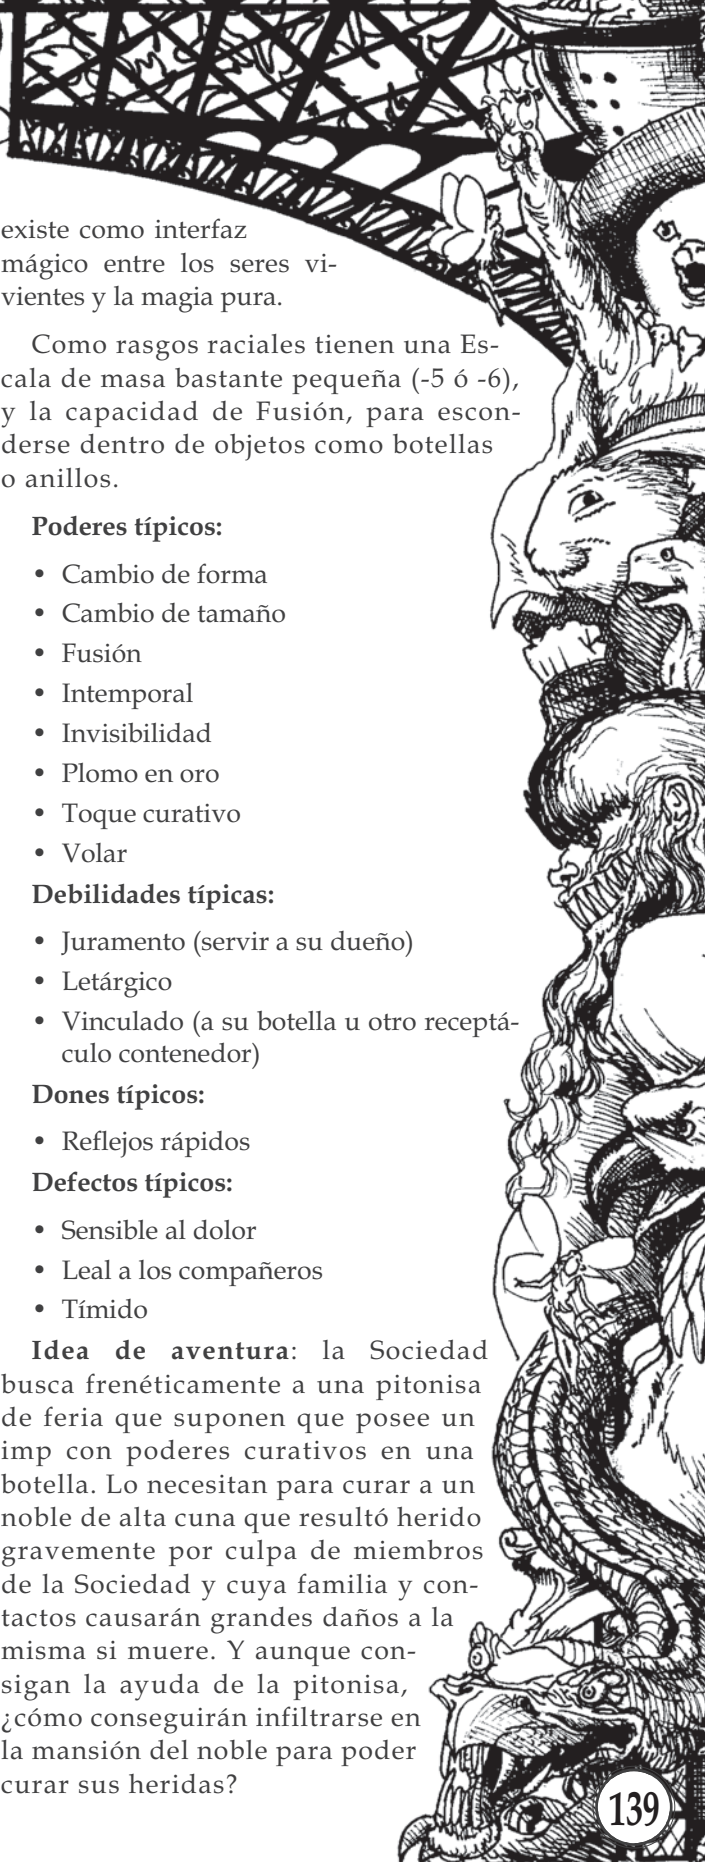 existe como interfaz
mágico entre los seres vi-
vientes y la magia pura.
Como rasgos raciales tienen una Es-
cala de masa bastante pequeña (-5 ó -6),
y la capacidad de Fusión, para escon-
derse dentro de objetos como botellas
o anillos.
Poderes típicos:
• Cambio de forma
• Cambio de tamaño
• Fusión
• Intemporal
• Invisibilidad
• Plomo en oro
• Toque curativo
• Volar
Debilidades típicas:
• Juramento (servir a su dueño)
• Letárgico
• Vinculado (a su botella u otro receptá-
culo contenedor)
Dones típicos:
• Reflejos rápidos
Defectos típicos:
• Sensible al dolor
• Leal a los compañeros
• Tímido
Idea de aventura: la Sociedad
busca frenéticamente a una pitonisa
de feria que suponen que posee un
imp con poderes curativos en una
botella. Lo necesitan para curar a un
noble de alta cuna que resultó herido
gravemente por culpa de miembros
de la Sociedad y cuya familia y con-
tactos causarán grandes daños a la
misma si muere. Y aunque con-
sigan la ayuda de la pitonisa,
¿cómo conseguirán infiltrarse en
la mansión del noble para poder
curar sus heridas?
139